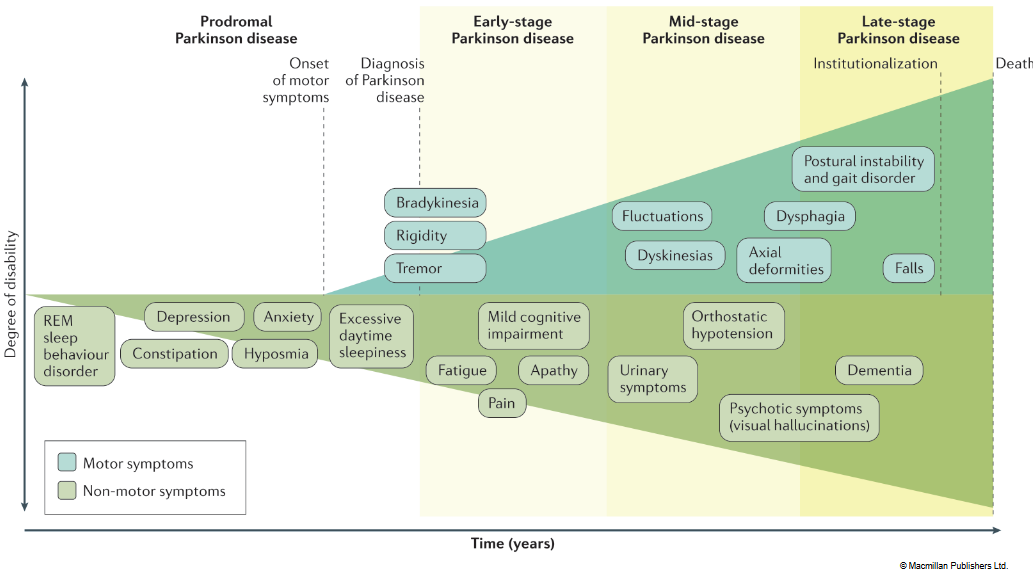 Prodromal
Parkinson disease
Early-stage
Parkinson disease
Mid-stage
Parkinson disease
Late-stage
Parkinson disease
Onset
of motor
symptoms
Diagnosis
of Parkinson
disease
Institutionalization
Death
Degree of disability
Bradykinesia
Rigidity
Tremor
Fluctuations
Dyskinesias
Postural instability
and gait disorder
Dysphagia
Axial
deformities
Falls
REM
sleep
behaviour
disorder
Depression
Anxiety
Constipation
Hyposmia
Excessive
daytime
sleepiness
Mild cognitive
impairment
Fatigue
Apathy
Pain
Orthostatic
hypotension
Urinary
symptoms
Dementia
Psychotic symptoms
(visual hallucinations)
Motor symptoms
Non-motor symptoms
Time (years)
© Macmillan Publishers Ltd.